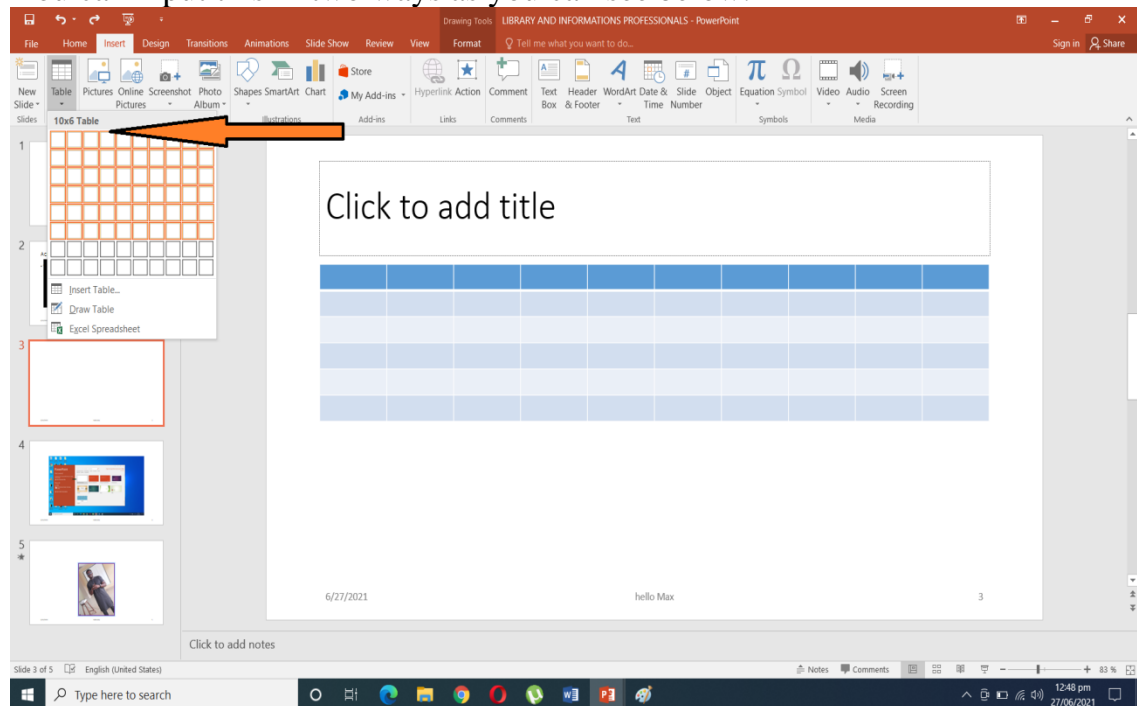 LIBRARY AND INFORMATIONS PROFESSIONALS - PowerPoint
Drawing Tools
File Home Insert Design Transitions Animations Slide Show Review View Format Tell me what you want to do... Sign in Share
New Slide
Table
Pictures
Online Pictures
Screenshot
Photo Album
Shapes
SmartArt
Chart
Store
My Add-ins
Hyperlink
Action
Comment
Text Box
Header & Footer
WordArt
Date & Time
Slide Number
Object
Equation
Symbol
Video
Audio
Screen Recording
Slides
Illustrations
Add-ins
Links
Comments
Text
Symbols
Media
10x6 Table
Insert Table...
Draw Table
Excel Spreadsheet
1
2
3
4
5
Click to add title
6/27/2021 hello Max 3
Click to add notes
Slide 3 of 5 English (United States) Notes Comments 83 %
Type here to search
12:48 pm
27/06/2021